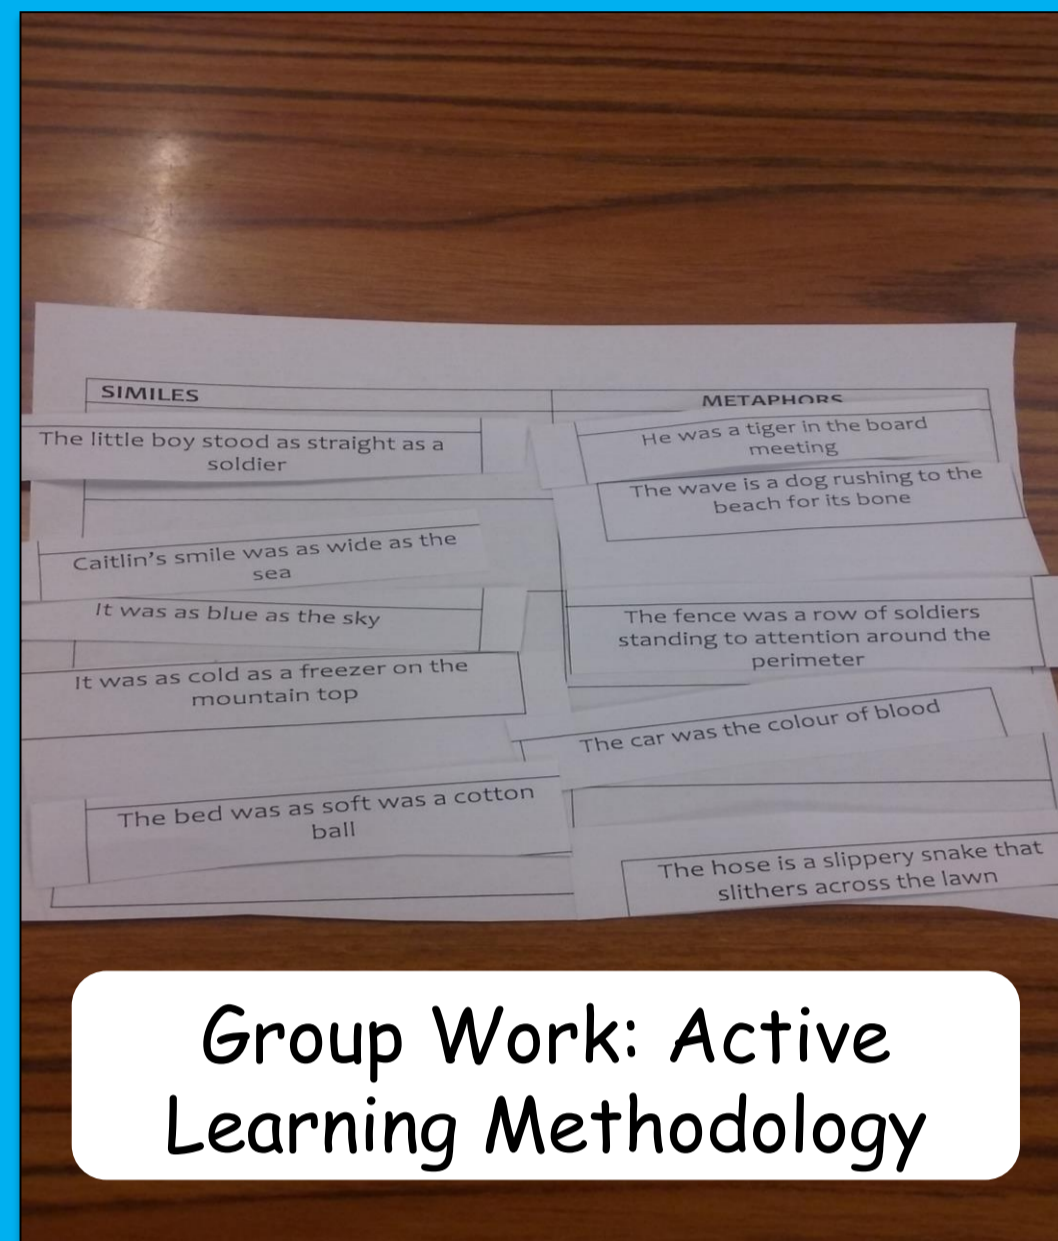 SIMILES
METAPHORS
The little boy stood as straight as a
soldier
He was a tiger in the board
meeting
The wave is a dog rushing to the
beach for its bone
Caitlin's smile was as wide as the
sea
It was as blue as the sky
The fence was a row of soldiers
standing to attention around the
perimeter
It was as cold as a freezer on the
mountain top
The car was the colour of blood
The bed was as soft was a cotton
ball
The hose is a slippery snake that
slithers across the lawn
Group Work: Active
Learning Methodology